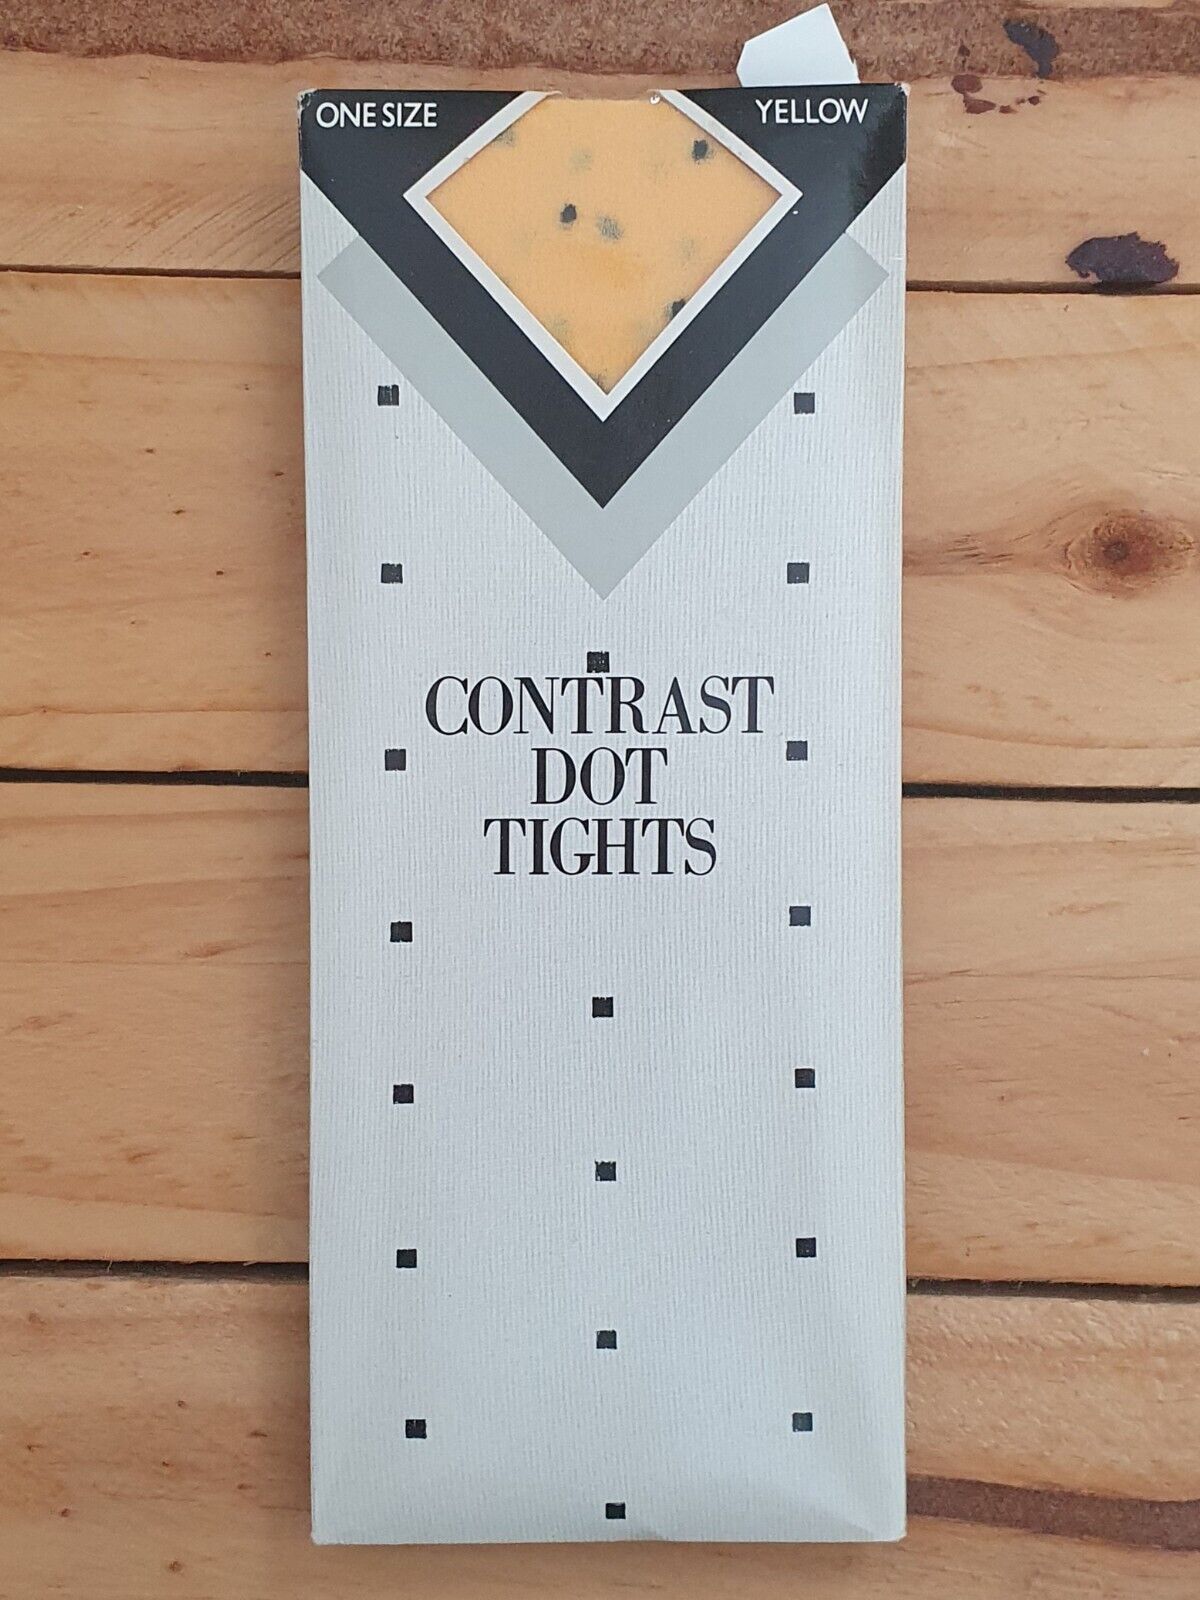 ONE SIZE
YELLOW
CONTRAST
DOT
TIGHTS